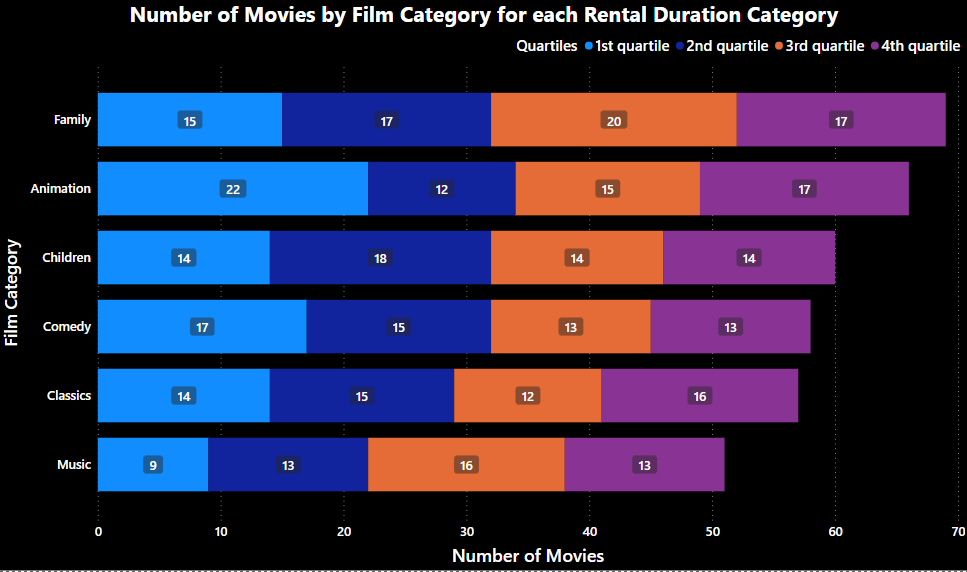 Number of Movies by Film Category for each Rental Duration Category
Quartiles 1st quartile 2nd quartile 3rd quartile 4th quartile
Film Category
Family 15 17 20 17
Animation 22 12 15 17
Children 14 18 14 14
Comedy 17 15 13 13
Classics 14 15 12 16
Music 9 13 16 13
0 10 20 30 40 50 60 70
Number of Movies